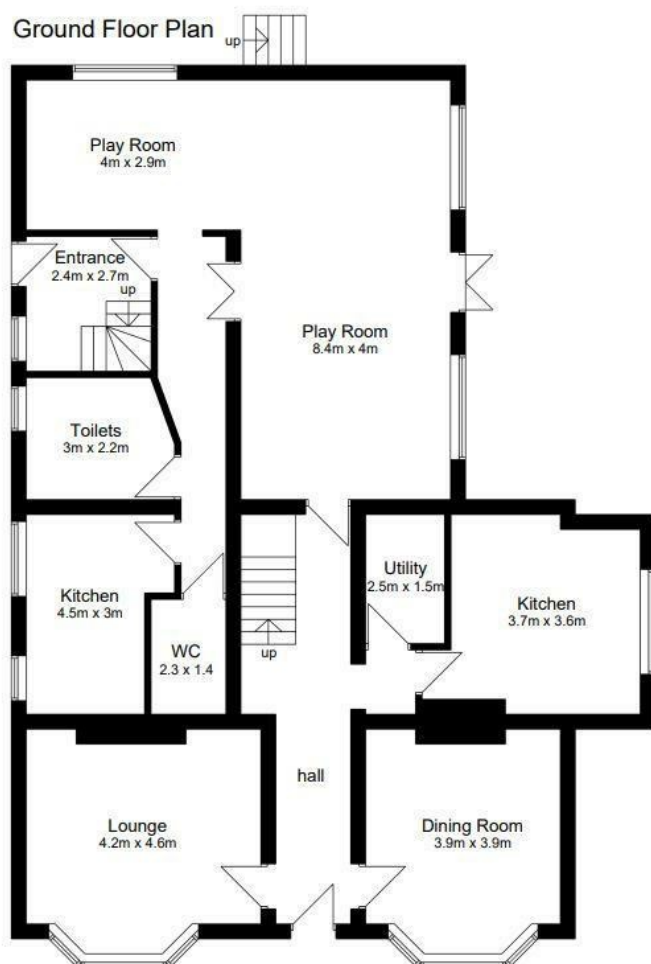 Ground Floor Plan
up
Play Room
4m x 2.9m
Entrance
2.4m x 2.7m
up
Play Room
8.4m x 4m
Toilets
3m x 2.2m
Kitchen
4.5m x 3m
WC
2.3 x 1.4
up
Utility
2.5m x 1.5m
Kitchen
3.7m x 3.6m
hall
Lounge
4.2m x 4.6m
Dining Room
3.9m x 3.9m